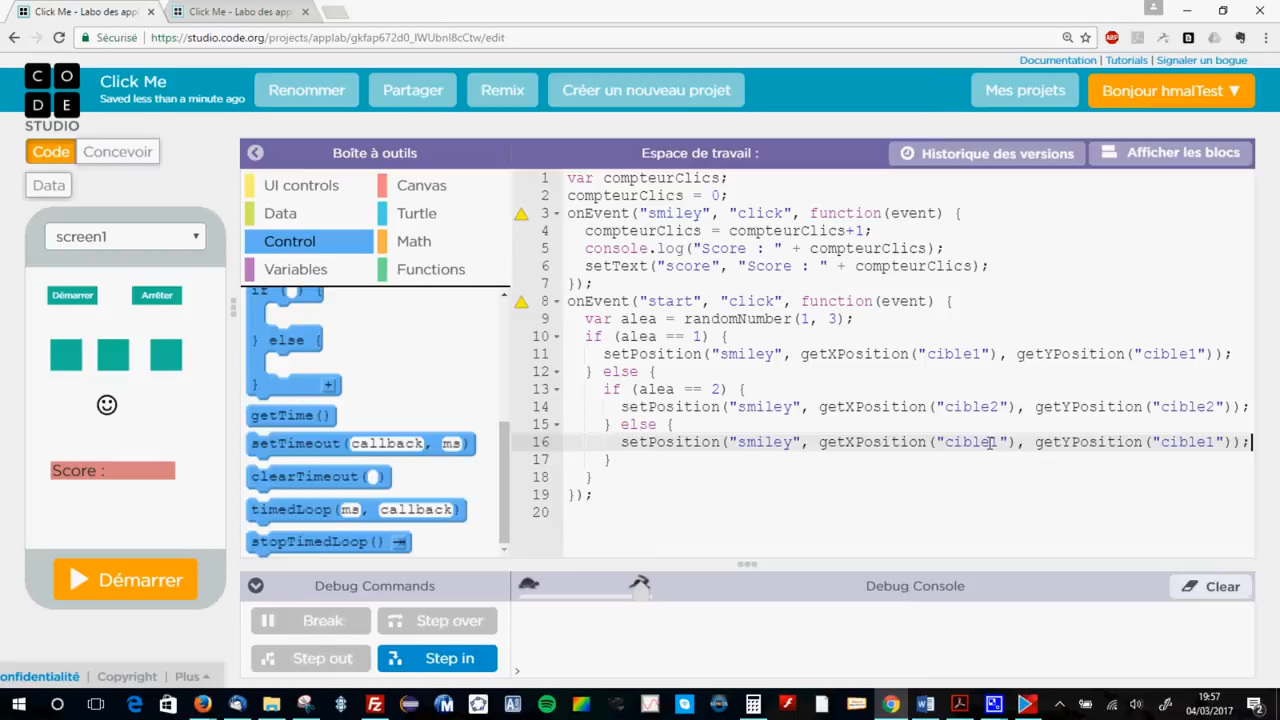 Click Me - Labo des app
Click Me - Labo des app
Sécurisé
https://studio.code.org/projects/applab/gkfap672d0_IWUbnI8cCtw/edit
Documentation | Tutorials | Signaler un bogue
C O
D E
STUDIO
Click Me
Saved less than a minute ago
Renommer
Partager
Remix
Créer un nouveau projet
Mes projets
Bonjour hmalTest ▼
Code
Concevoir
Data
Boîte à outils
Espace de travail :
Historique des versions
Afficher les blocs
UI controls
Canvas
Data
Turtle
Control
Math
Variables
Functions
screen1
Démarrer
Arrêter
Score :
Démarrer
if () {
} else {
}
getTime()
setTimeout(callback, ms)
clearTimeout()
timedLoop(ms, callback)
stopTimedLoop()
1 var compteurClics;
2 compteurClics = 0;
3 onEvent("smiley", "click", function(event) {
4 compteurClics = compteurClics+1;
5 console.log("Score : " + compteurClics);
6 setText("score", "Score : " + compteurClics);
7 });
8 onEvent("start", "click", function(event) {
9 var alea = randomNumber(1, 3);
10 if (alea == 1) {
11 setPosition("smiley", getXPosition("cible1"), getYPosition("cible1"));
12 } else {
13 if (alea == 2) {
14 setPosition("smiley", getXPosition("cible2"), getYPosition("cible2"));
15 } else {
16 setPosition("smiley", getXPosition("cible1"), getYPosition("cible1"));
17 }
18 }
19 });
20
Debug Commands
Debug Console
Clear
Break
Step over
Step out
Step in
>
onfidentialité | Copyright | Plus
19:57
04/03/2017